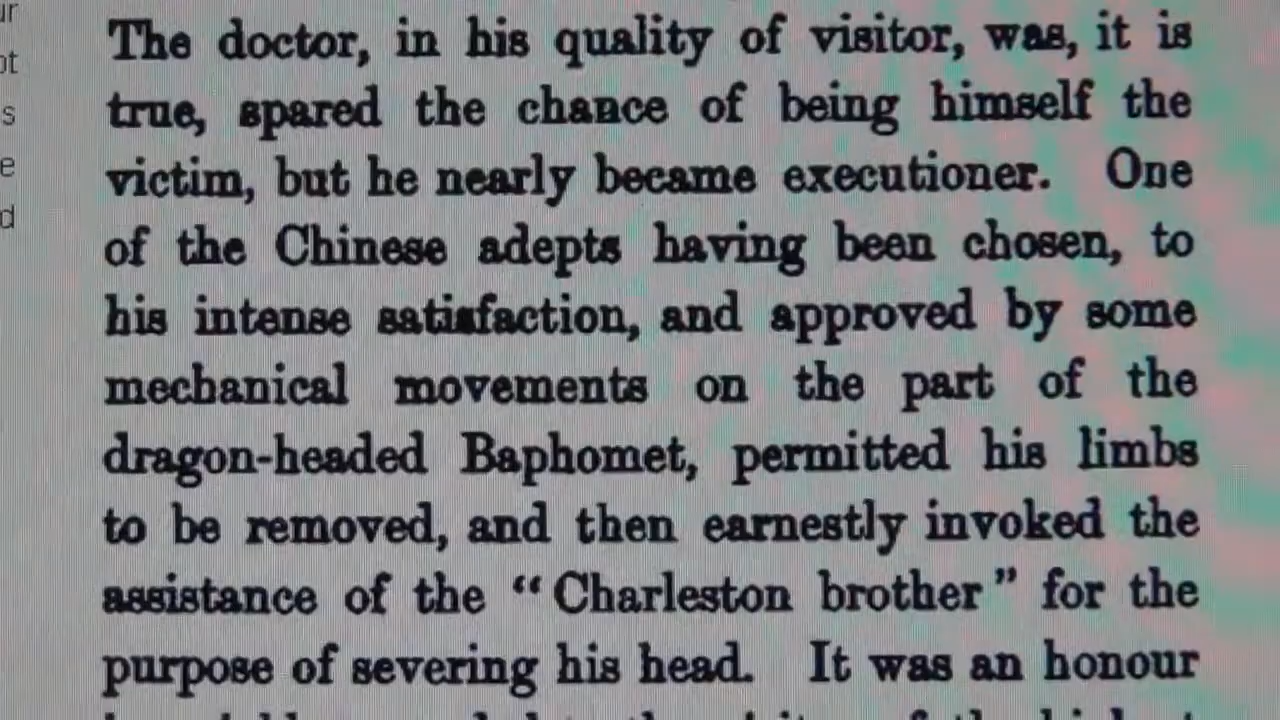 The doctor, in his quality of visitor, was, it is
true, spared the chance of being himself the
victim, but he nearly became executioner. One
of the Chinese adepts having been chosen, to
his intense satisfaction, and approved by some
mechanical movements on the part of the
dragon-headed Baphomet, permitted his limbs
to be removed, and then earnestly invoked the
assistance of the “Charleston brother” for the
purpose of severing his head. It was an honour